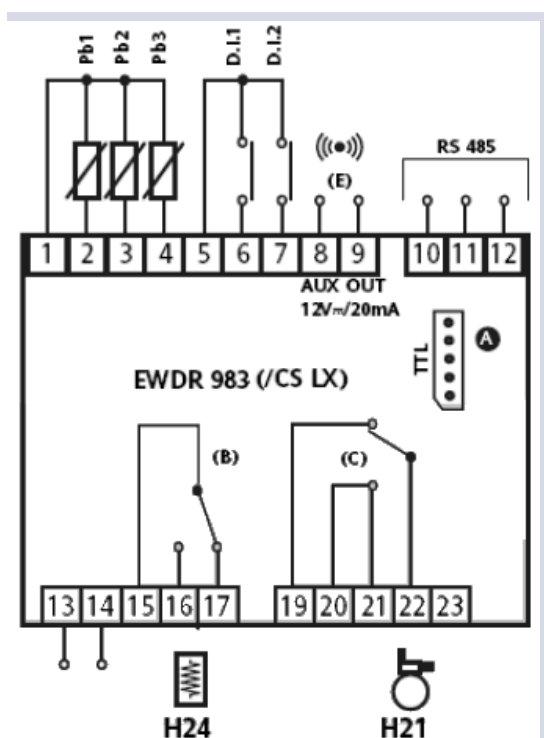 Pb1 Pb2 Pb3 D.I.1 D.I.2
(E)
RS 485
1 2 3 4 5 6 7 8 9 10 11 12
AUX OUT
12V⎓/20mA
TTL
A
EWDR 983 (/CS LX)
(B) (C)
13 14 15 16 17 19 20 21 22 23
H24 H21